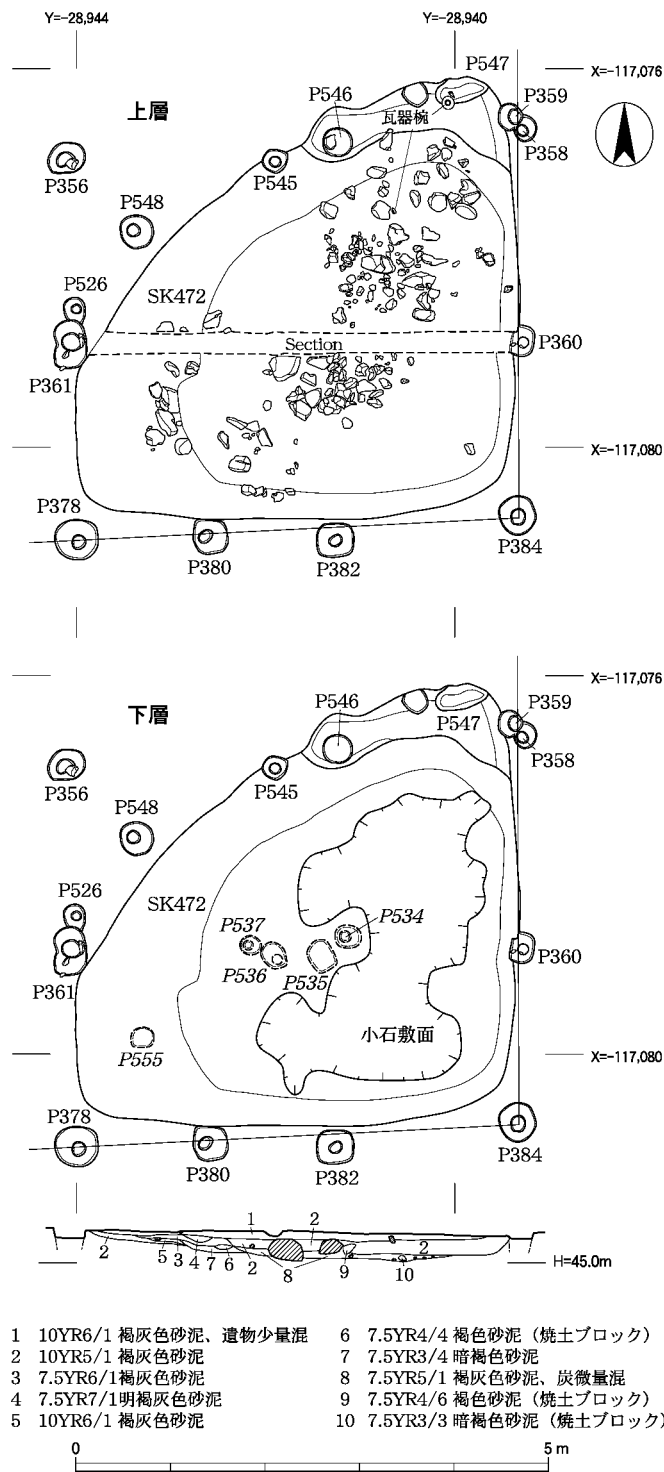 Y=-28,944
Y=-28,940
X=-117,076
P547
P546
P359
上層
瓦器椀
P358
P356
P545
P548
P526
SK472
Section
P360
P361
X=-117,080
P378
P384
P380
P382
X=-117,076
下層
P546
P547
P359
P358
P356
P545
P548
P526
SK472
P537
P534
P536
P535
P360
P361
小石敷面
P555
X=-117,080
P378
P384
P380
P382
1
2
2
5
3
4
7
6
2
8
9
2
10
H=45.0m
1 10YR6/1 褐灰色砂泥、遺物少量混
2 10YR5/1 褐灰色砂泥
3 7.5YR6/1褐灰色砂泥
4 7.5YR7/1明褐灰色砂泥
5 10YR6/1 褐灰色砂泥
6 7.5YR4/4 褐色砂泥（焼土ブロック）
7 7.5YR3/4 暗褐色砂泥
8 7.5YR5/1 褐灰色砂泥、炭微量混
9 7.5YR4/6 褐色砂泥（焼土ブロック）
10 7.5YR3/3 暗褐色砂泥（焼土ブロック）
0
5 m